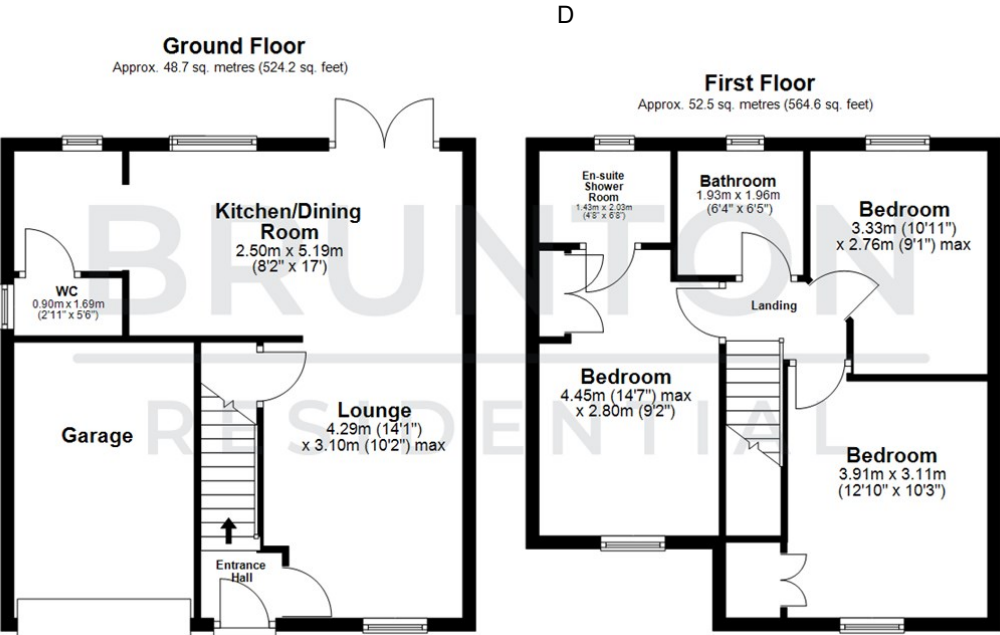 D
Ground Floor
Approx. 48.7 sq. metres (524.2 sq. feet)
Kitchen/Dining
Room
2.50m x 5.19m
(8'2" x 17')
WC
0.90m x 1.69m
(2'11" x 5'6")
Garage
Lounge
4.29m (14'1")
x 3.10m (10'2") max
Entrance
Hall
First Floor
Approx. 52.5 sq. metres (564.6 sq. feet)
En-suite
Shower
Room
1.43m x 2.03m
(4'8" x 6'8")
Bathroom
1.93m x 1.96m
(6'4" x 6'5")
Bedroom
3.33m (10'11")
x 2.76m (9'1") max
Landing
Bedroom
4.45m (14'7") max
x 2.80m (9'2")
Bedroom
3.91m x 3.11m
(12'10" x 10'3")
BRUNTON
RESIDENTIAL